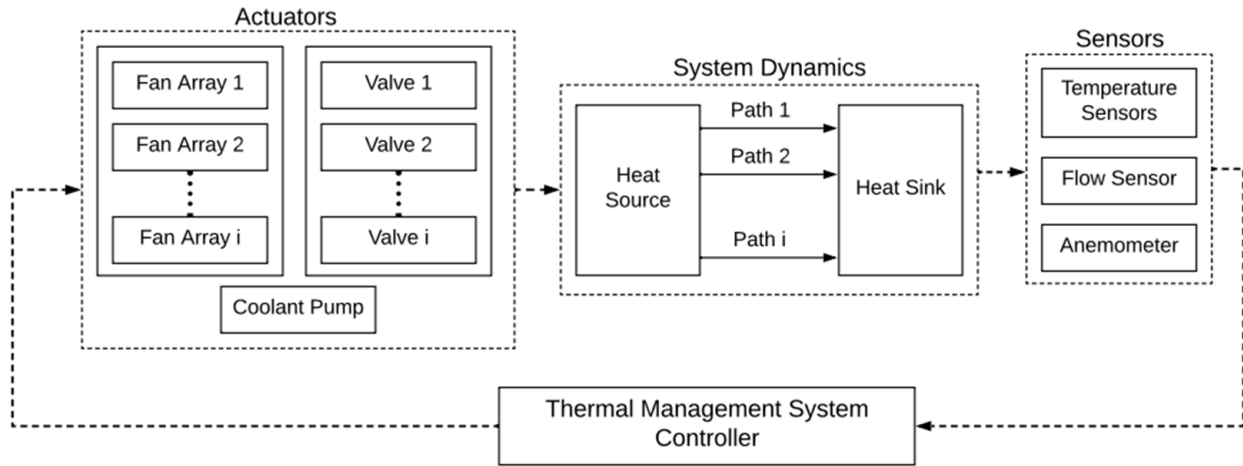 Actuators
Fan Array 1
Fan Array 2
Fan Array i
Valve 1
Valve 2
Valve i
Coolant Pump
System Dynamics
Heat
Source
Path 1
Path 2
Path i
Heat Sink
Sensors
Temperature
Sensors
Flow Sensor
Anemometer
Thermal Management System
Controller